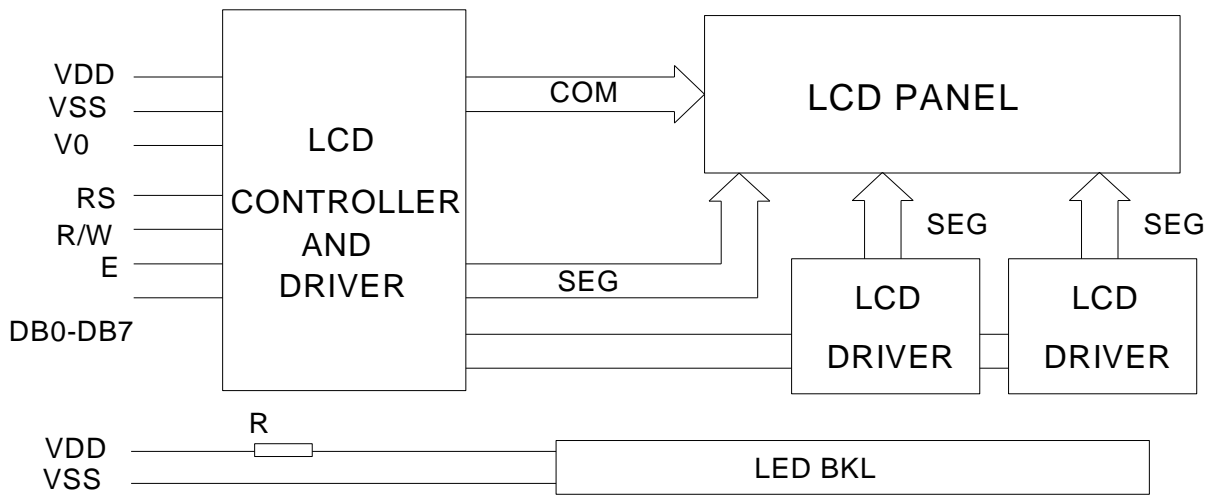 VDD
VSS
V0
RS
R/W
E
DB0-DB7
LCD
CONTROLLER
AND
DRIVER
COM
SEG
LCD PANEL
SEG
SEG
LCD
DRIVER
LCD
DRIVER
R
VDD
VSS
LED BKL